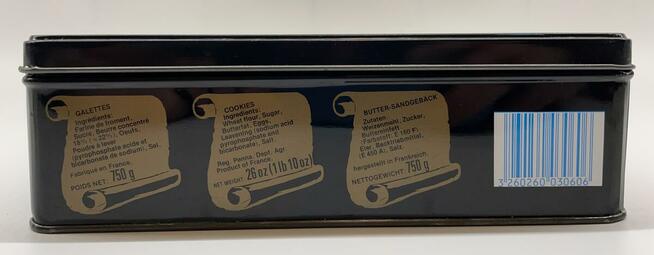 GALETTES
Ingrédients:
Farine de froment,
Sucre, Beurre concentré
18% (= 22%), Oeufs,
Poudre à lever
(pyrophosphate acide et
bicarbonate de sodium), Sel.
Fabriqué en France.
POIDS NET: 750 g
COOKIES
Ingredients:
Wheat flour, Sugar,
Butterfat, Eggs,
Leavening (sodium acid
pyrophosphate and
bicarbonate), Salt.
Reg. Penna. Dept. Agr.
Product of France.
NET WEIGHT 26 oz (1 lb 10 oz)
BUTTER-SANDGEBÄCK
Zutaten:
Weizenmehl, Zucker,
Butterreinfett
(Farbstoff: E 160 F)
Eier, Backtriebmittel,
(E 450 A), Salz.
hergestellt in Frankreich.
NETTOGEWICHT: 750 g
3 260260 030606